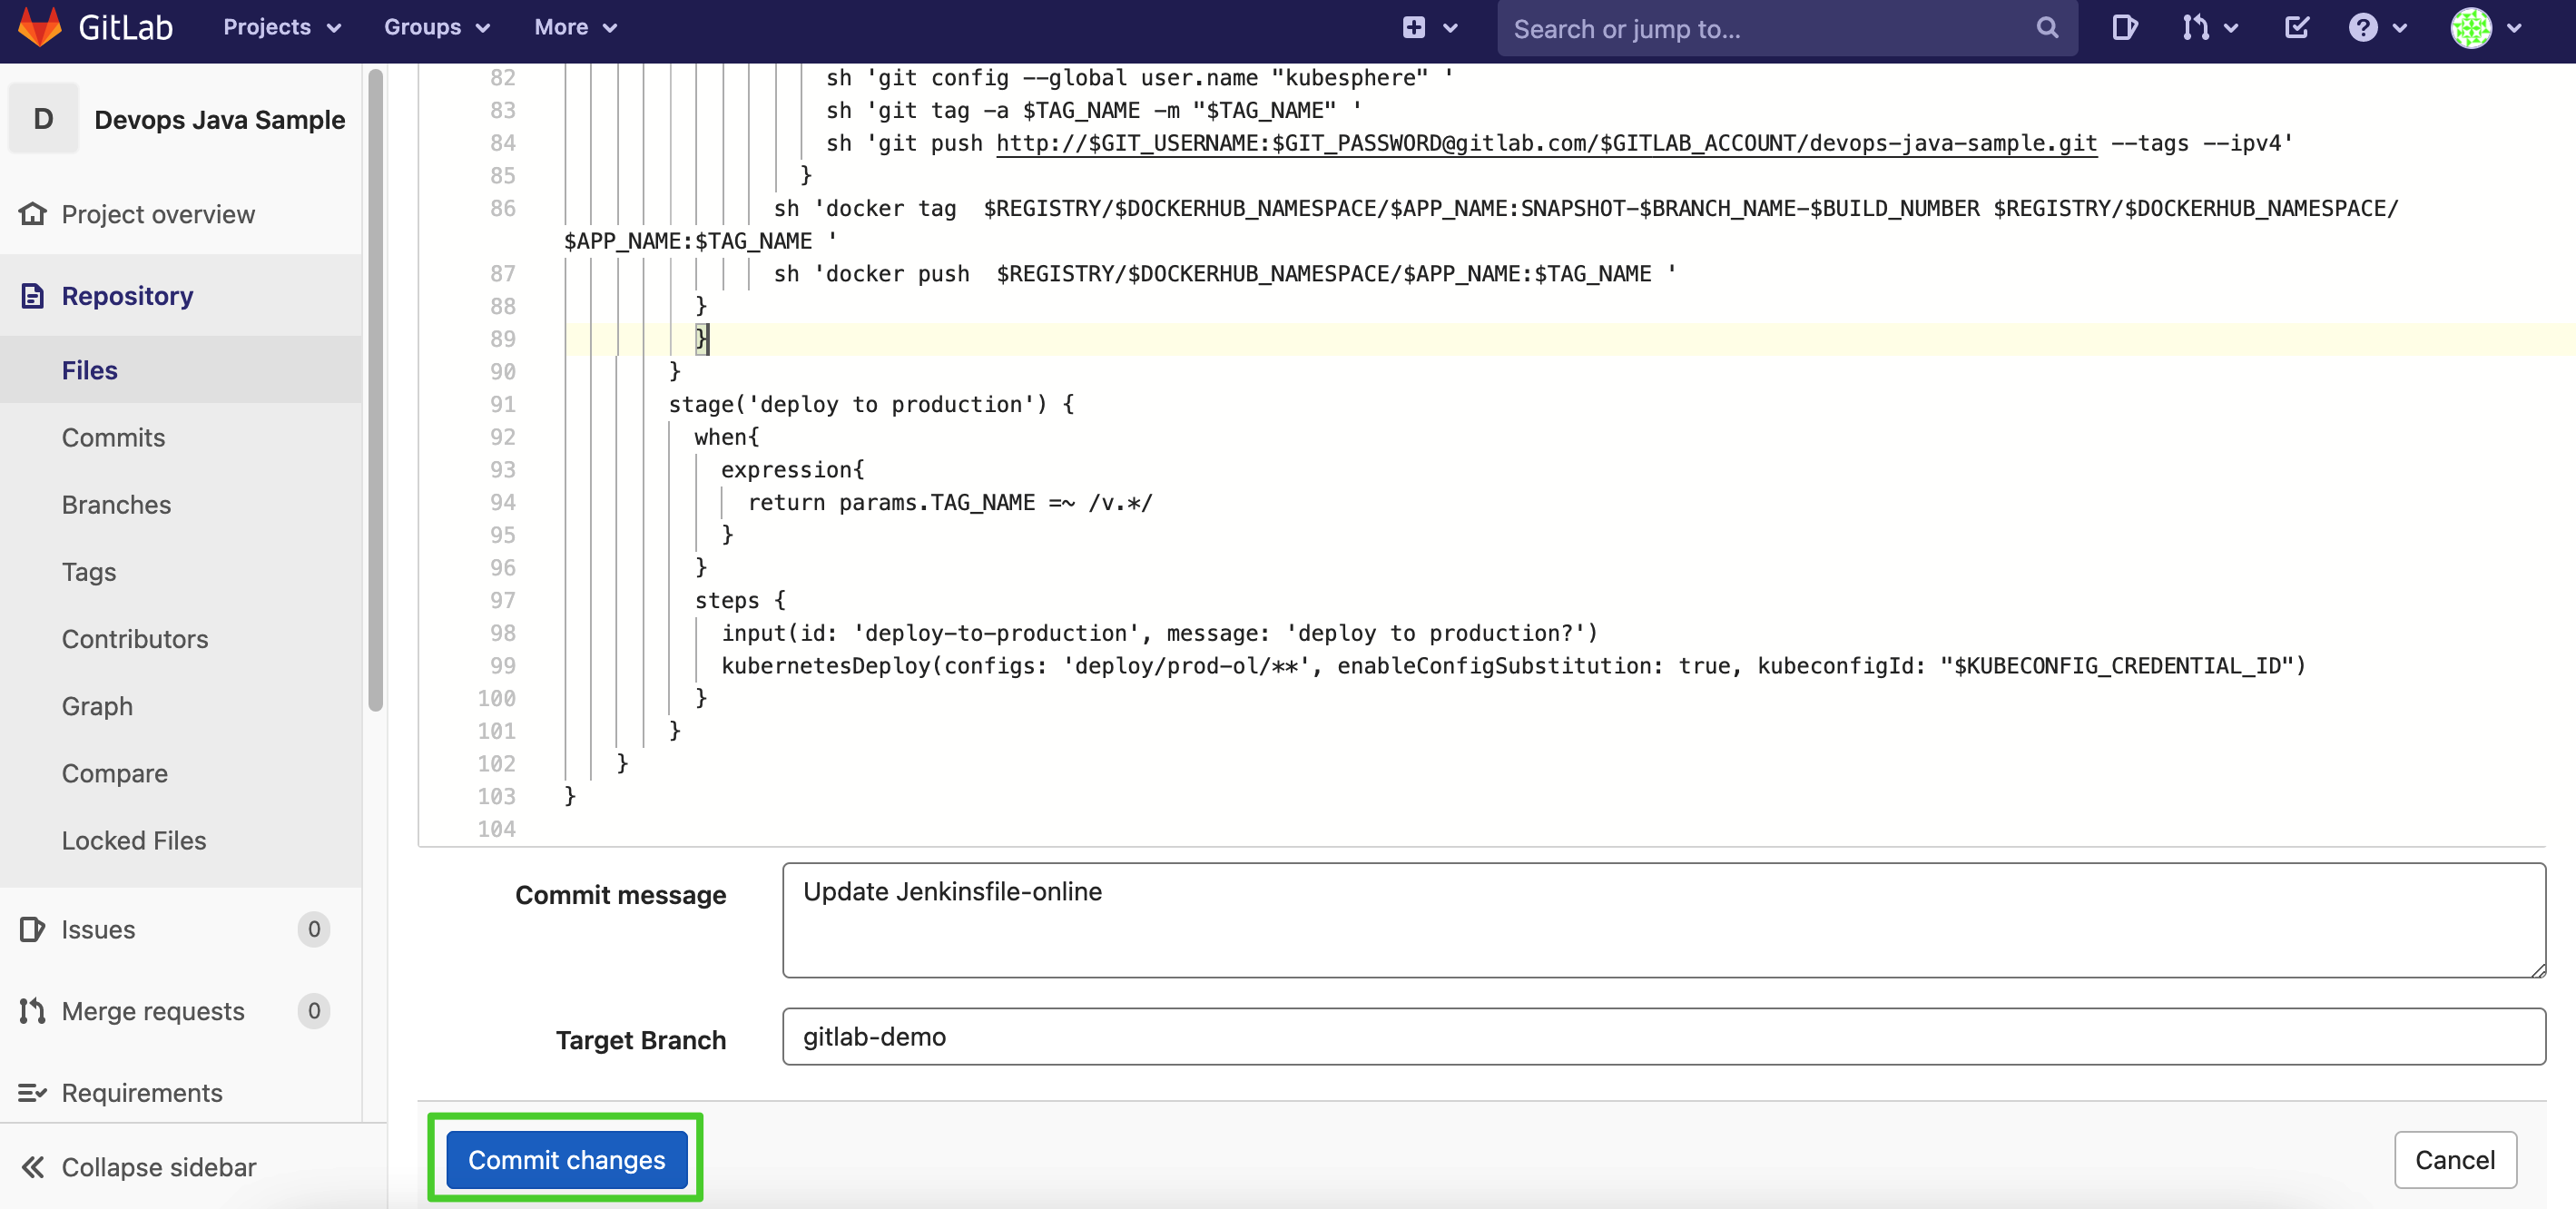 GitLab Projects Groups More Search or jump to...
D Devops Java Sample
Project overview
Repository
Files
Commits
Branches
Tags
Contributors
Graph
Compare
Locked Files
Issues 0
Merge requests 0
Requirements
Collapse sidebar
82 sh 'git config --global user.name "kubesphere" '
83 sh 'git tag -a $TAG_NAME -m "$TAG_NAME" '
84 sh 'git push http://$GIT_USERNAME:$GIT_PASSWORD@gitlab.com/$GITLAB_ACCOUNT/devops-java-sample.git --tags --ipv4'
85 }
86 sh 'docker tag  $REGISTRY/$DOCKERHUB_NAMESPACE/$APP_NAME:SNAPSHOT-$BRANCH_NAME-$BUILD_NUMBER $REGISTRY/$DOCKERHUB_NAMESPACE/
$APP_NAME:$TAG_NAME '
87 sh 'docker push  $REGISTRY/$DOCKERHUB_NAMESPACE/$APP_NAME:$TAG_NAME '
88 }
89 }
90 }
91 stage('deploy to production') {
92 when{
93 expression{
94 return params.TAG_NAME =~ /v.*/
95 }
96 }
97 steps {
98 input(id: 'deploy-to-production', message: 'deploy to production?')
99 kubernetesDeploy(configs: 'deploy/prod-ol/**', enableConfigSubstitution: true, kubeconfigId: "$KUBECONFIG_CREDENTIAL_ID")
100 }
101 }
102 }
103 }
104
Commit message Update Jenkinsfile-online
Target Branch gitlab-demo
Commit changes Cancel